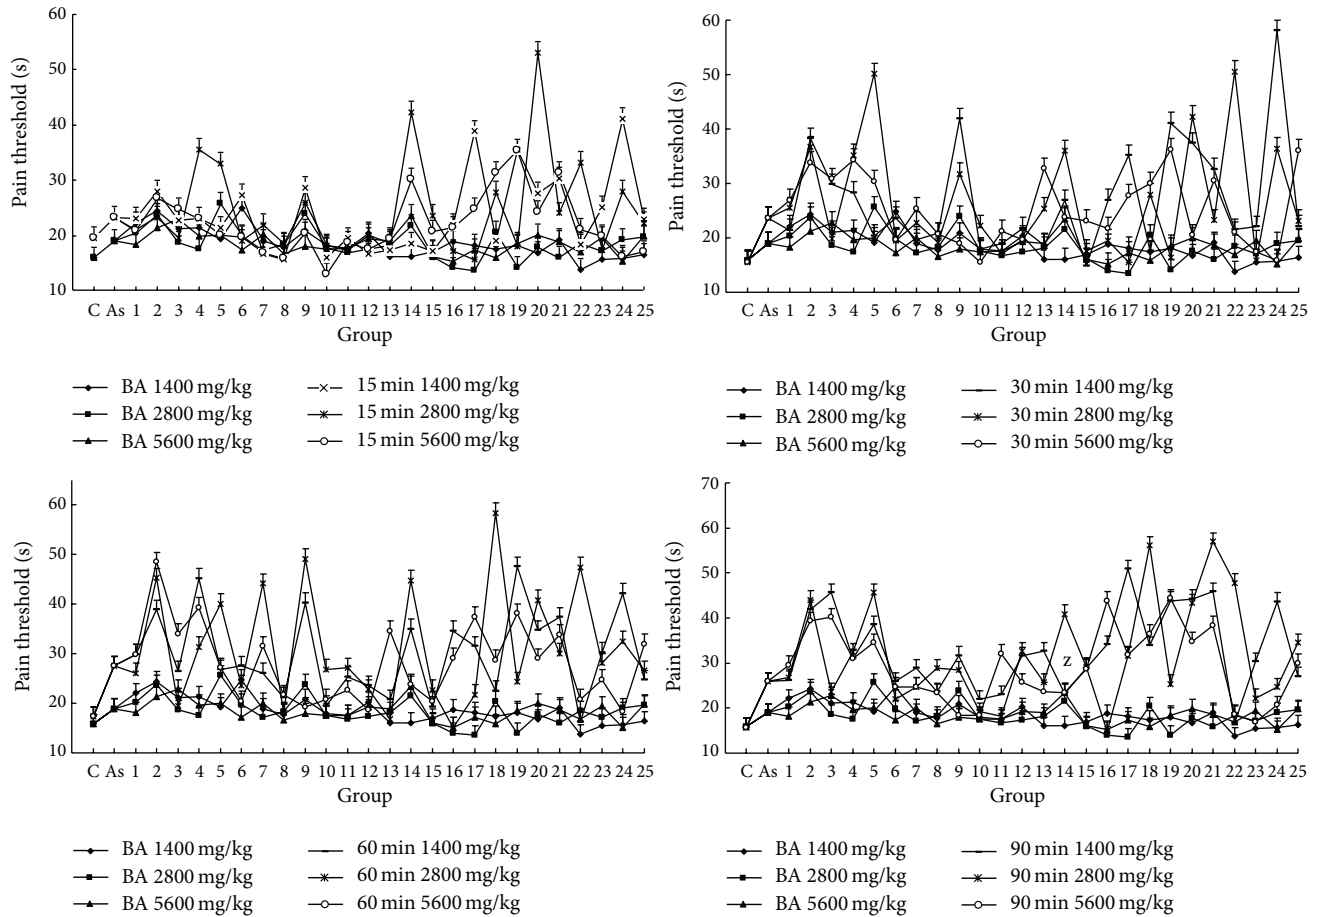 60
50
40
30
20
10
Pain threshold (s)
C As 1 2 3 4 5 6 7 8 9 10 11 12 13 14 15 16 17 18 19 20 21 22 23 24 25
Group
BA 1400 mg/kg
BA 2800 mg/kg
BA 5600 mg/kg
15 min 1400 mg/kg
15 min 2800 mg/kg
15 min 5600 mg/kg
60
50
40
30
20
10
Pain threshold (s)
C As 1 2 3 4 5 6 7 8 9 10 11 12 13 14 15 16 17 18 19 20 21 22 23 24 25
Group
BA 1400 mg/kg
BA 2800 mg/kg
BA 5600 mg/kg
30 min 1400 mg/kg
30 min 2800 mg/kg
30 min 5600 mg/kg
60
50
40
30
20
10
Pain threshold (s)
C As 1 2 3 4 5 6 7 8 9 10 11 12 13 14 15 16 17 18 19 20 21 22 23 24 25
Group
BA 1400 mg/kg
BA 2800 mg/kg
BA 5600 mg/kg
60 min 1400 mg/kg
60 min 2800 mg/kg
60 min 5600 mg/kg
70
60
50
40
30
20
10
Pain threshold (s)
z
C As 1 2 3 4 5 6 7 8 9 10 11 12 13 14 15 16 17 18 19 20 21 22 23 24 25
Group
BA 1400 mg/kg
BA 2800 mg/kg
BA 5600 mg/kg
90 min 1400 mg/kg
90 min 2800 mg/kg
90 min 5600 mg/kg